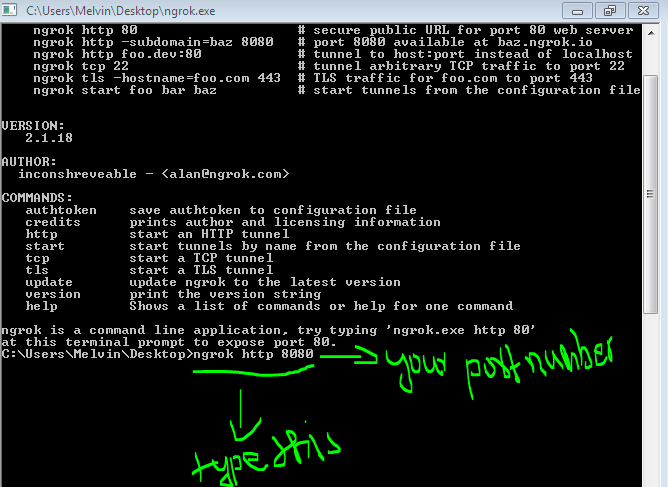 C:\Users\Melvin\Desktop\ngrok.exe
ngrok http 80 # secure public URL for port 80 web server
ngrok http -subdomain=baz 8080 # port 8080 available at baz.ngrok.io
ngrok http foo.dev:80 # tunnel to host:port instead of localhost
ngrok tcp 22 # tunnel arbitrary TCP traffic to port 22
ngrok tls -hostname=foo.com 443 # TLS traffic for foo.com to port 443
ngrok start foo bar baz # start tunnels from the configuration file
VERSION:
2.1.18
AUTHOR:
inconshreveable - <alan@ngrok.com>
COMMANDS:
authtoken save authtoken to configuration file
credits prints author and licensing information
http start an HTTP tunnel
start start tunnels by name from the configuration file
tcp start a TCP tunnel
tls start a TLS tunnel
update update ngrok to the latest version
version print the version string
help Shows a list of commands or help for one command
ngrok is a command line application, try typing 'ngrok.exe http 80'
at this terminal prompt to expose port 80.
C:\Users\Melvin\Desktop>ngrok http 8080
your portnumber
type this